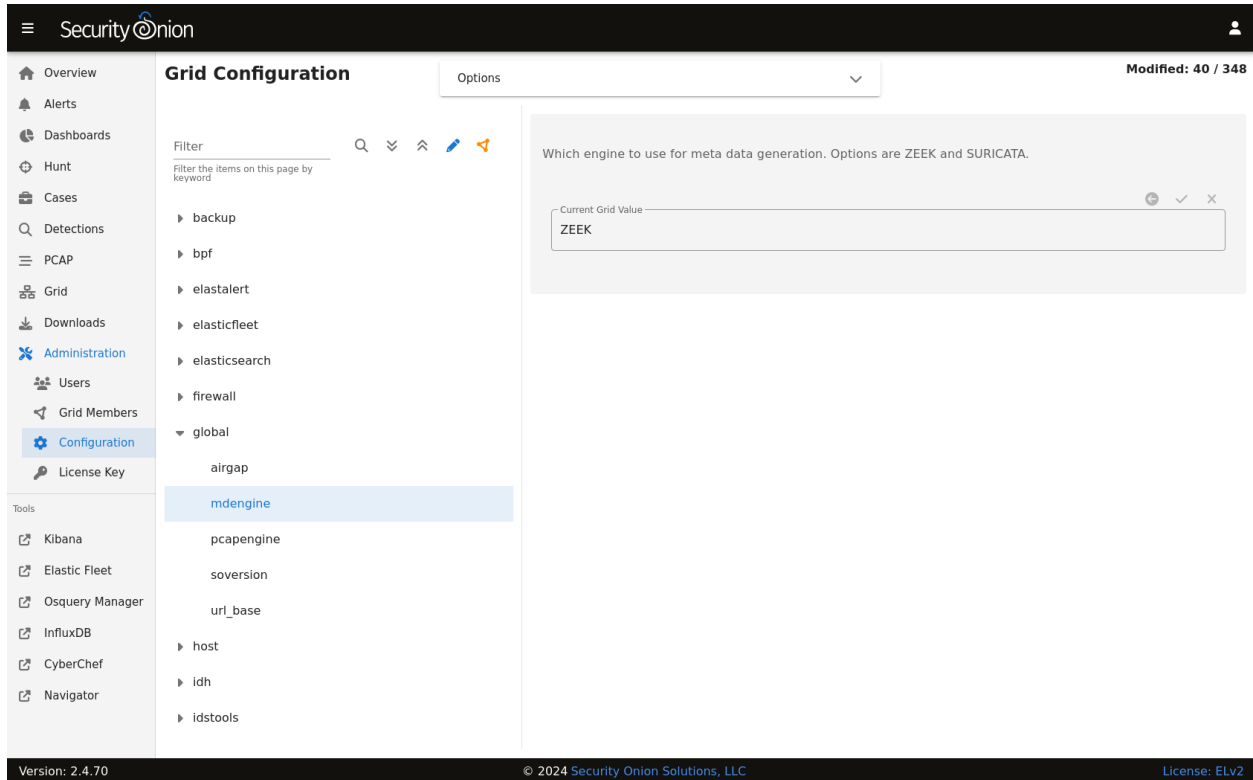 Security Onion
Overview
Alerts
Dashboards
Hunt
Cases
Detections
PCAP
Grid
Downloads
Administration
Users
Grid Members
Configuration
License Key
Tools
Kibana
Elastic Fleet
Osquery Manager
InfluxDB
CyberChef
Navigator
Grid Configuration
Options
Modified: 40 / 348
Filter
Filter the items on this page by
keyword
backup
bpf
elastalert
elasticfleet
elasticsearch
firewall
global
airgap
mdengine
pcapengine
soversion
url_base
host
idh
idstools
Which engine to use for meta data generation. Options are ZEEK and SURICATA.
Current Grid Value
ZEEK
Version: 2.4.70
© 2024 Security Onion Solutions, LLC
License: ELv2